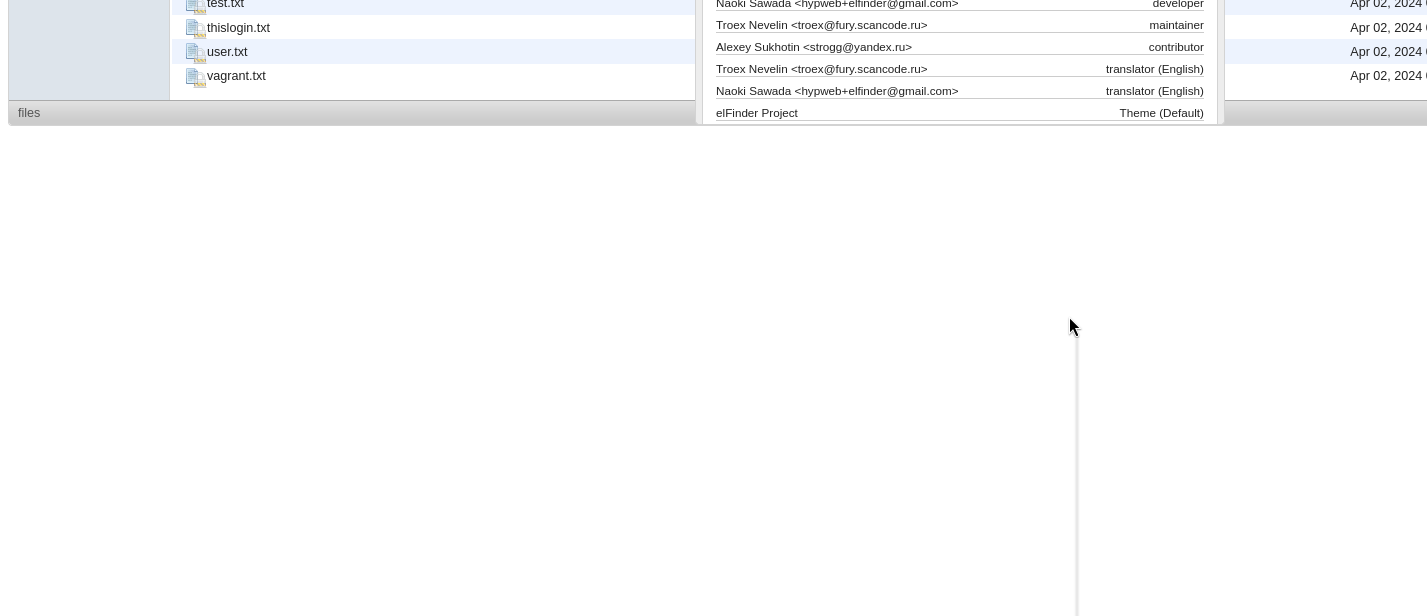 test.txt Naoki Sawada <hypweb+elfinder@gmail.com> developer Apr 02, 2024
thislogin.txt Troex Nevelin <troex@fury.scancode.ru> maintainer Apr 02, 2024
user.txt Alexey Sukhotin <strogg@yandex.ru> contributor Apr 02, 2024
vagrant.txt Troex Nevelin <troex@fury.scancode.ru> translator (English) Apr 02, 2024
Naoki Sawada <hypweb+elfinder@gmail.com> translator (English)
files elFinder Project Theme (Default)